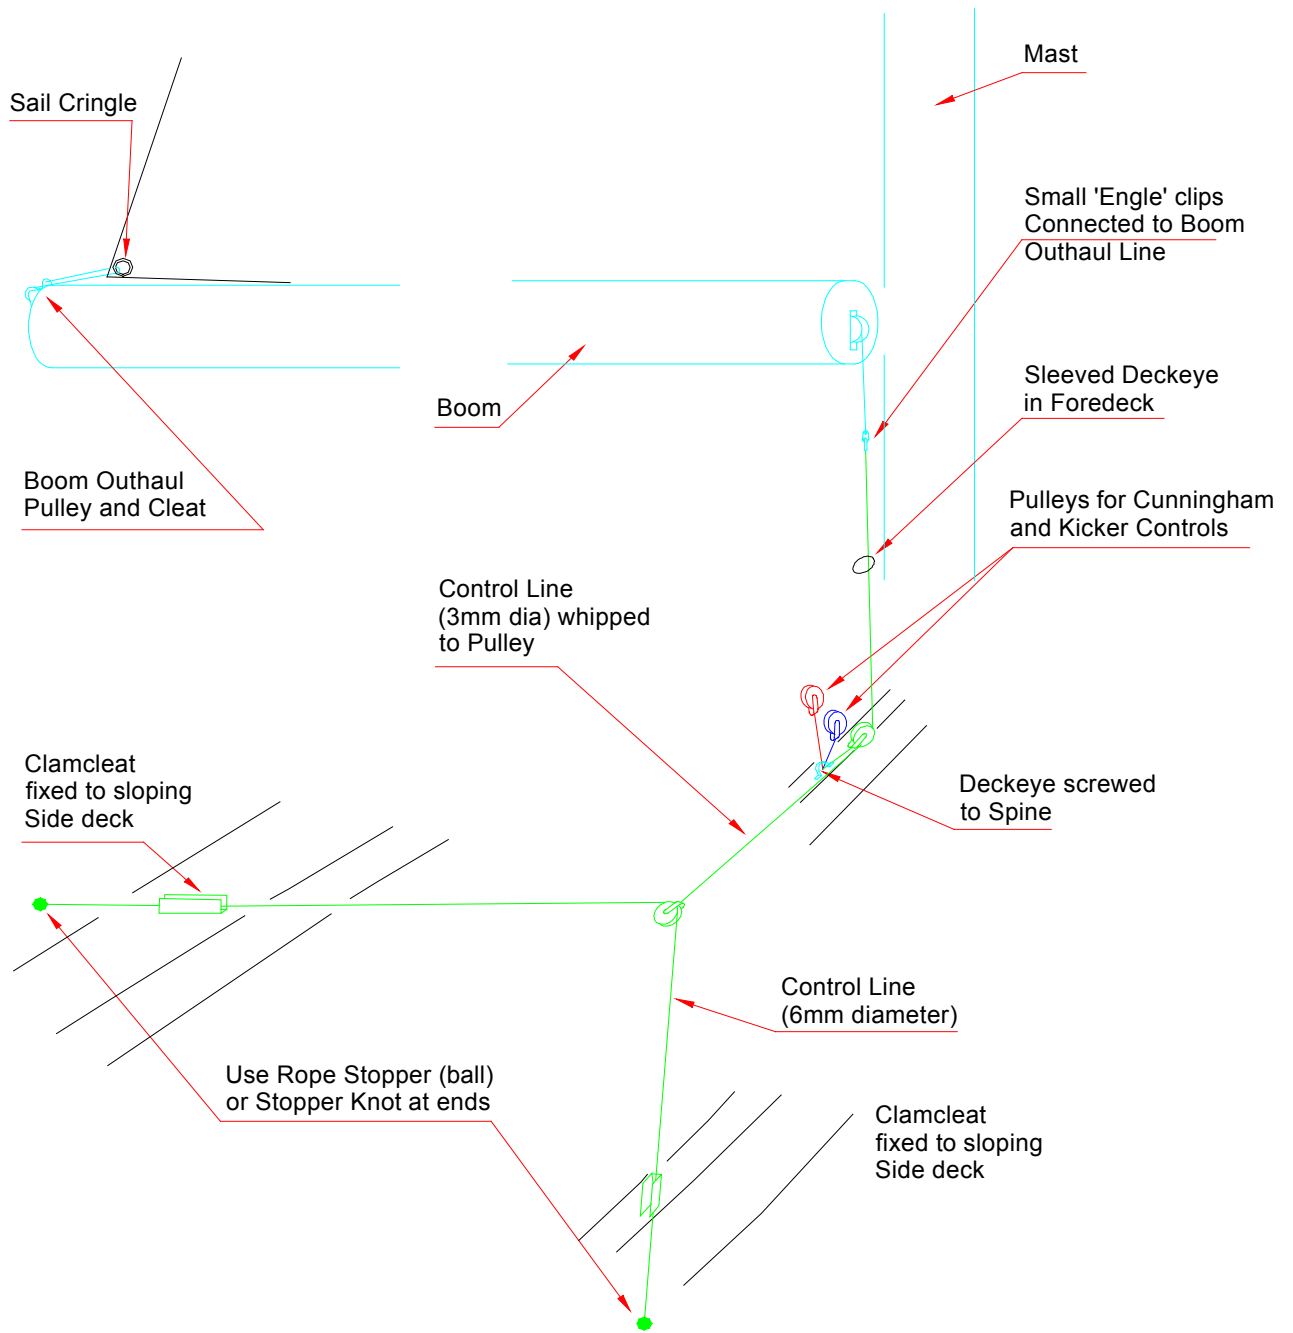 Mast
Sail Cringle
Small 'Engle' clips
Connected to Boom
Outhaul Line
Sleeved Deckeye
in Foredeck
Boom
Boom Outhaul
Pulley and Cleat
Pulleys for Cunningham
and Kicker Controls
Control Line
(3mm dia) whipped
to Pulley
Clamcleat
fixed to sloping
Side deck
Deckeye screwed
to Spine
Control Line
(6mm diameter)
Use Rope Stopper (ball)
or Stopper Knot at ends
Clamcleat
fixed to sloping
Side deck